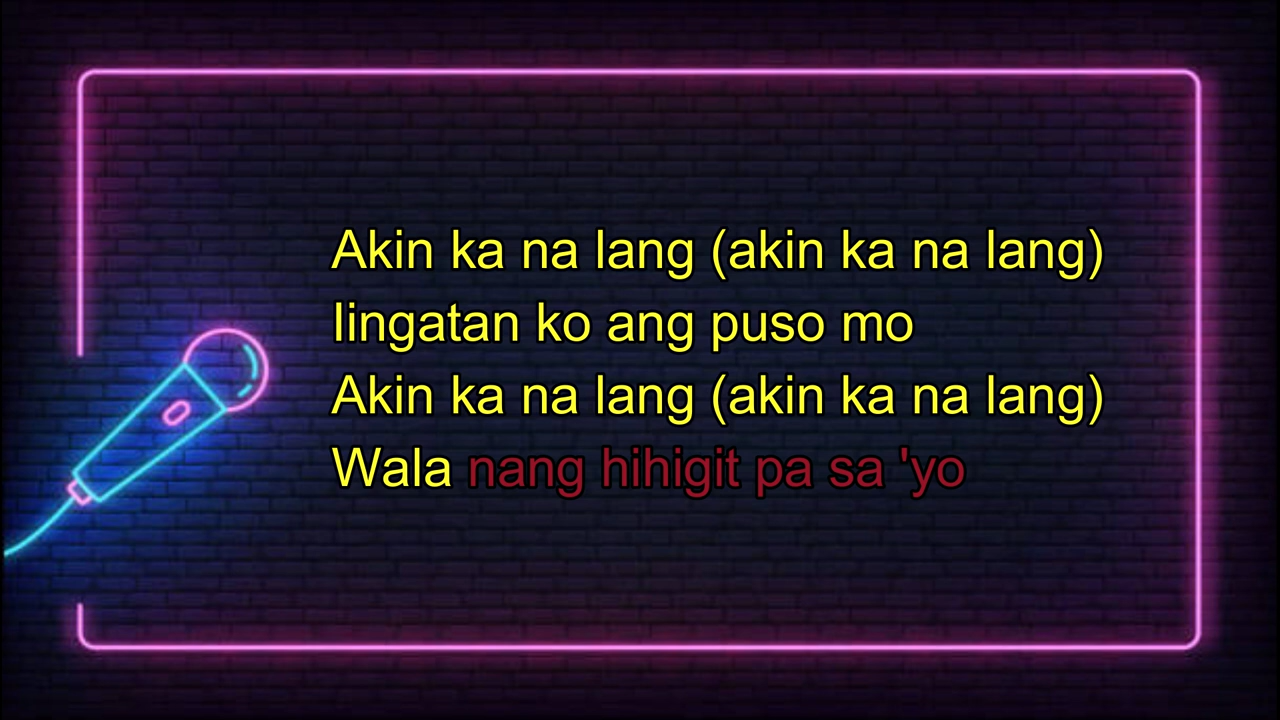 Akin ka na lang (akin ka na lang)
Iingatan ko ang puso mo
Akin ka na lang (akin ka na lang)
Wala nang hihigit pa sa 'yo